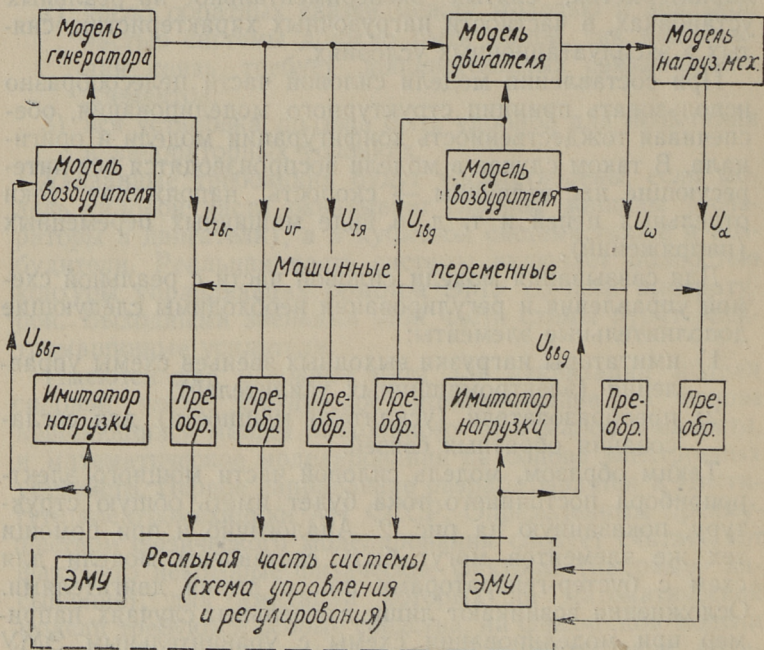 Модель
генератора
Модель
двигателя
Модель
нагруз. мех.
Модель
возбудителя
Модель
возбудителя
U_Iвг
U_υг
U_Iя
U_Iвд
U_ω
U_α
Машинные переменные
U_ввг
U_ввд
Имитатор
нагрузки
Пре-
обр.
Пре-
обр.
Пре-
обр.
Пре-
обр.
Имитатор
нагрузки
Пре-
обр.
Пре-
обр.
ЭМУ
Реальная часть системы
(схема управления
и регулирования)
ЭМУ